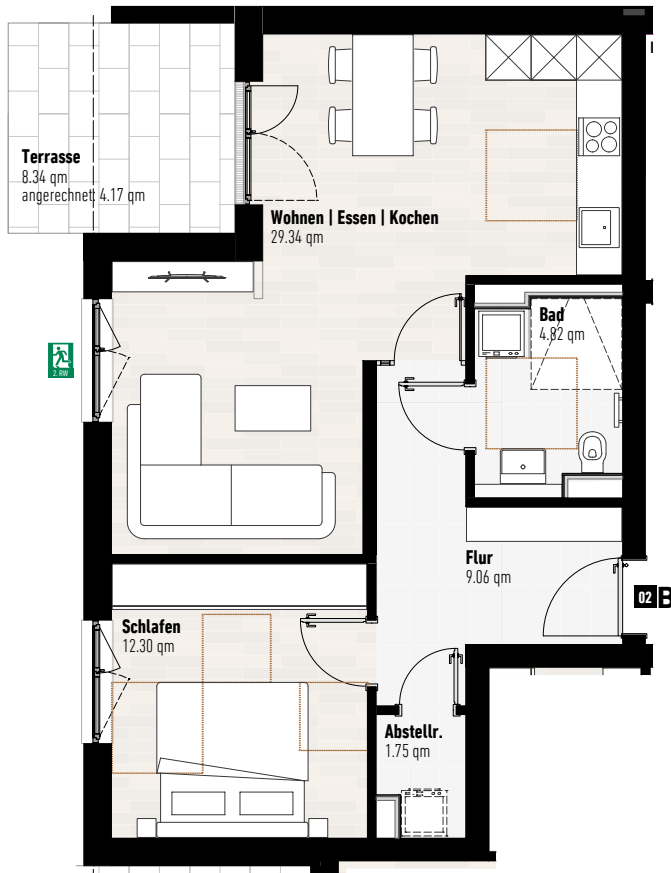 Terrasse
8.34 qm
angerechnet 4.17 qm
Wohnen | Essen | Kochen
29.34 qm
Bad
4.82 qm
2. RW
Flur
9.06 qm
02 B
Schlafen
12.30 qm
Abstellr.
1.75 qm